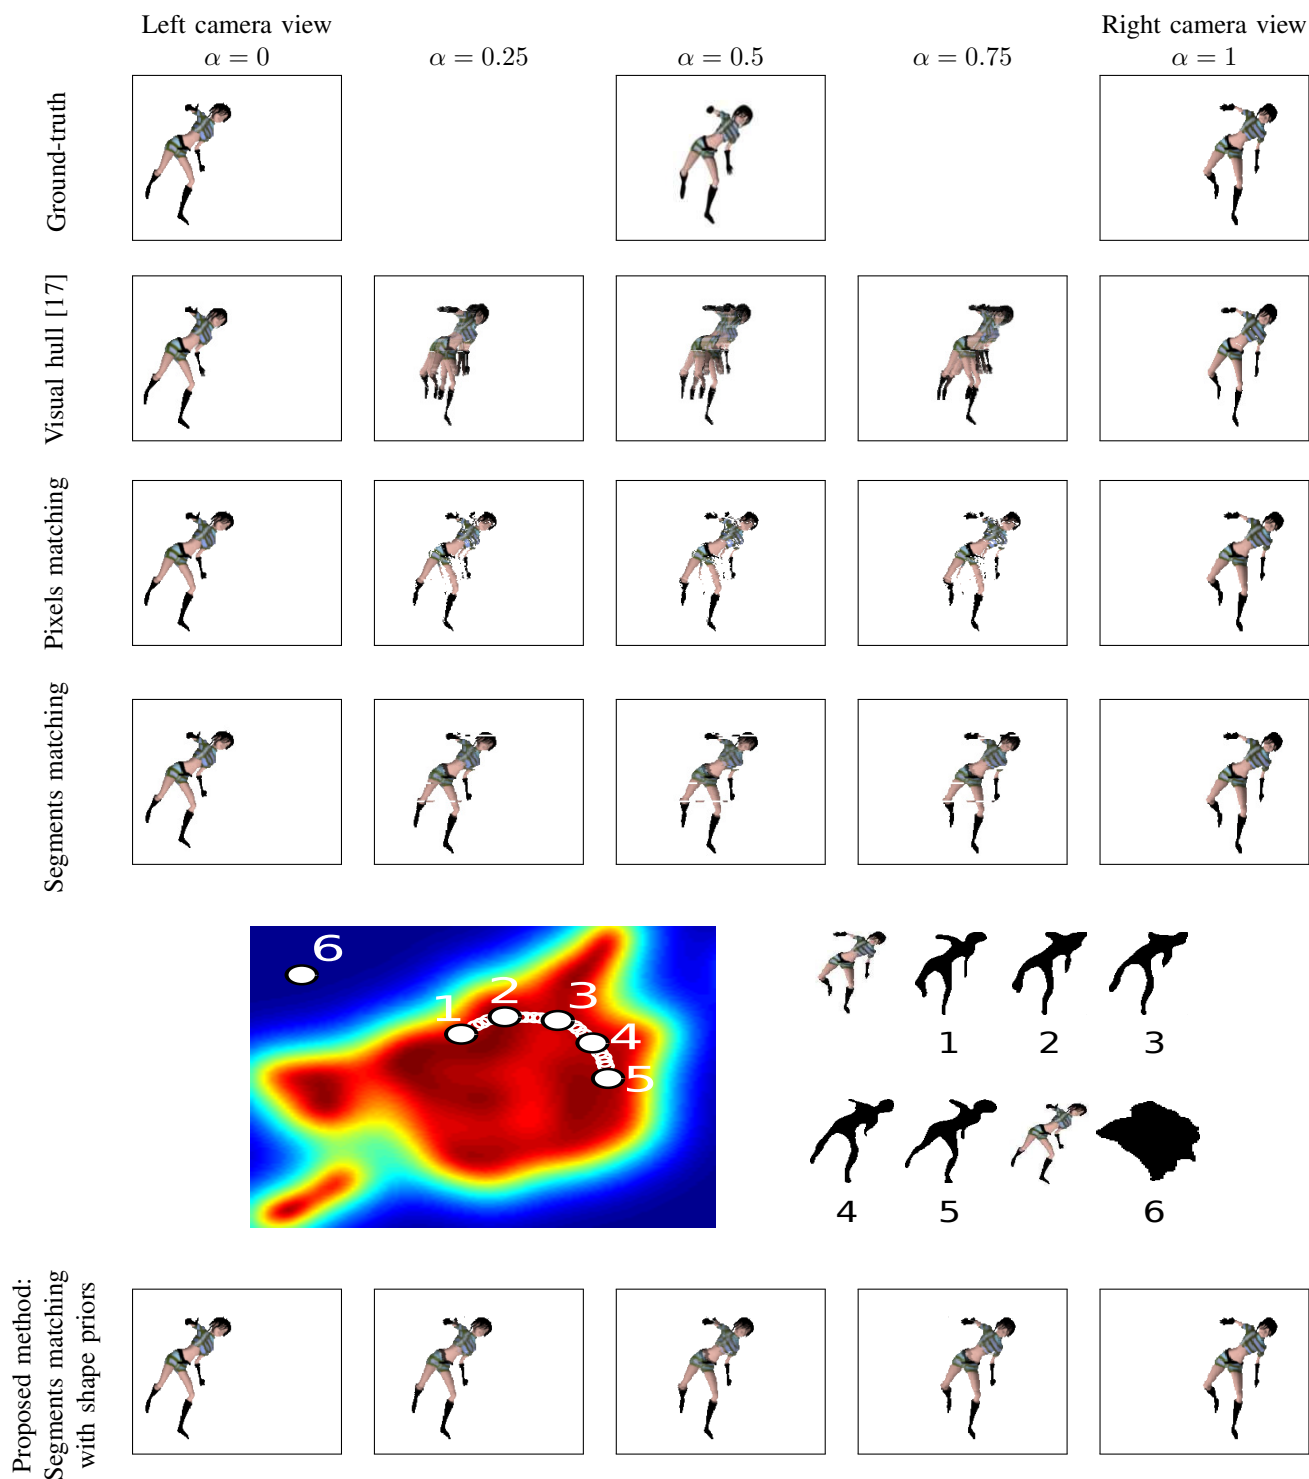 Left camera view
Right camera view
α = 0
α = 0.25
α = 0.5
α = 0.75
α = 1
Ground-truth
Visual hull [17]
Pixels matching
Segments matching
6
1
2
3
4
5
1
2
3
4
5
6
Proposed method:
Segments matching
with shape priors